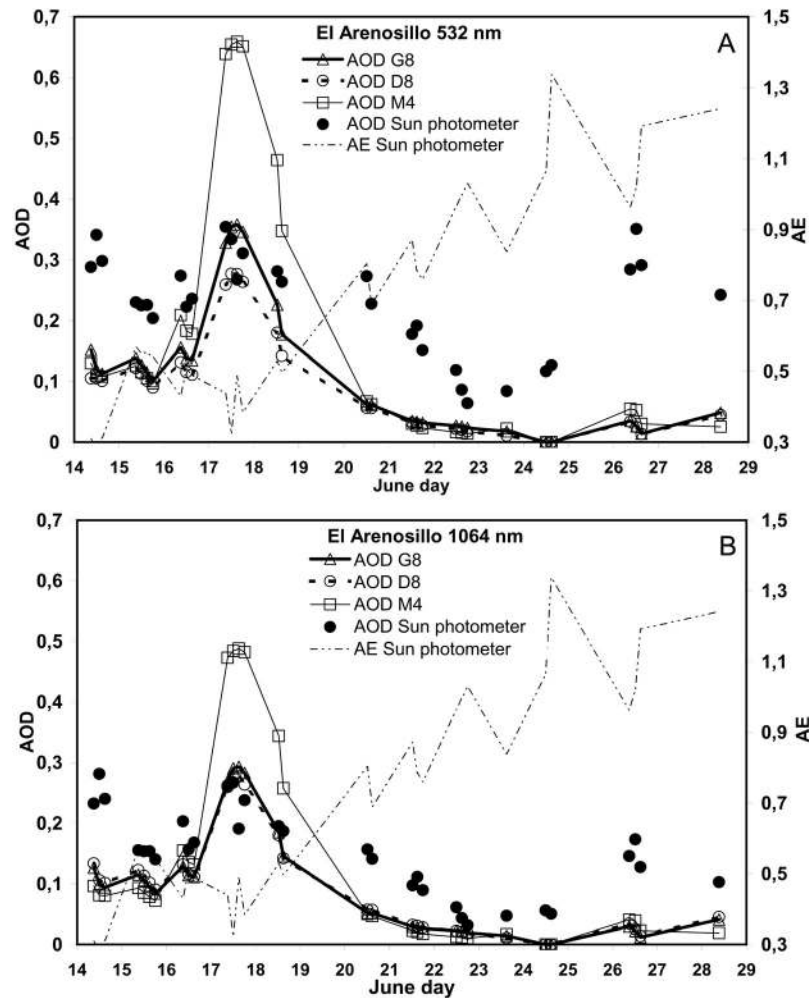 El Arenosillo 532 nm
A
AOD G8
AOD D8
AOD M4
AOD Sun photometer
AE Sun photometer
0,7
0,6
0,5
0,4
0,3
0,2
0,1
0
AOD
1,5
1,3
1,1
0,9
0,7
0,5
0,3
AE
14 15 16 17 18 19 20 21 22 23 24 25 26 27 28 29
June day
El Arenosillo 1064 nm
B
AOD G8
AOD D8
AOD M4
AOD Sun photometer
AE Sun photometer
0,7
0,6
0,5
0,4
0,3
0,2
0,1
0
AOD
1,5
1,3
1,1
0,9
0,7
0,5
0,3
AE
14 15 16 17 18 19 20 21 22 23 24 25 26 27 28 29
June day